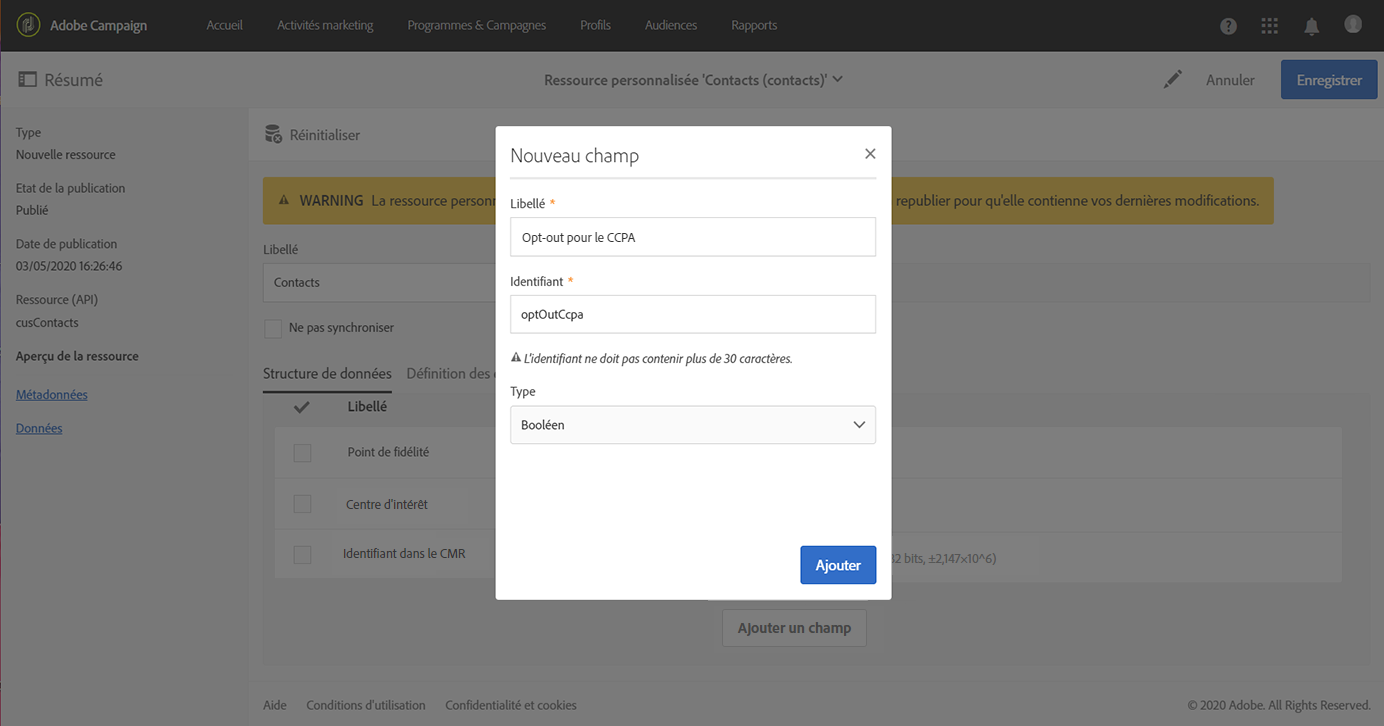 Adobe Campaign Accueil Activités marketing Programmes & Campagnes Profils Audiences Rapports
Résumé Ressource personnalisée 'Contacts (contacts)' Annuler Enregistrer
Type
Nouvelle ressource
Etat de la publication
Publié
Date de publication
03/05/2020 16:26:46
Ressource (API)
cusContacts
Aperçu de la ressource
Métadonnées
Données
Réinitialiser
WARNING La ressource republier pour qu'elle contienne vos dernières modifications.
Libellé
Contacts
Ne pas synchroniser
Structure de données Définition des
Libellé
Point de fidélité
Centre d'intérêt
Identifiant dans le CMR
bits, ±2,147×10^6)
Ajouter un champ
Nouveau champ
Libellé *
Opt-out pour le CCPA
Identifiant *
optOutCcpa
L'identifiant ne doit pas contenir plus de 30 caractères.
Type
Booléen
Ajouter
Aide Conditions d'utilisation Confidentialité et cookies © 2020 Adobe. All Rights Reserved.